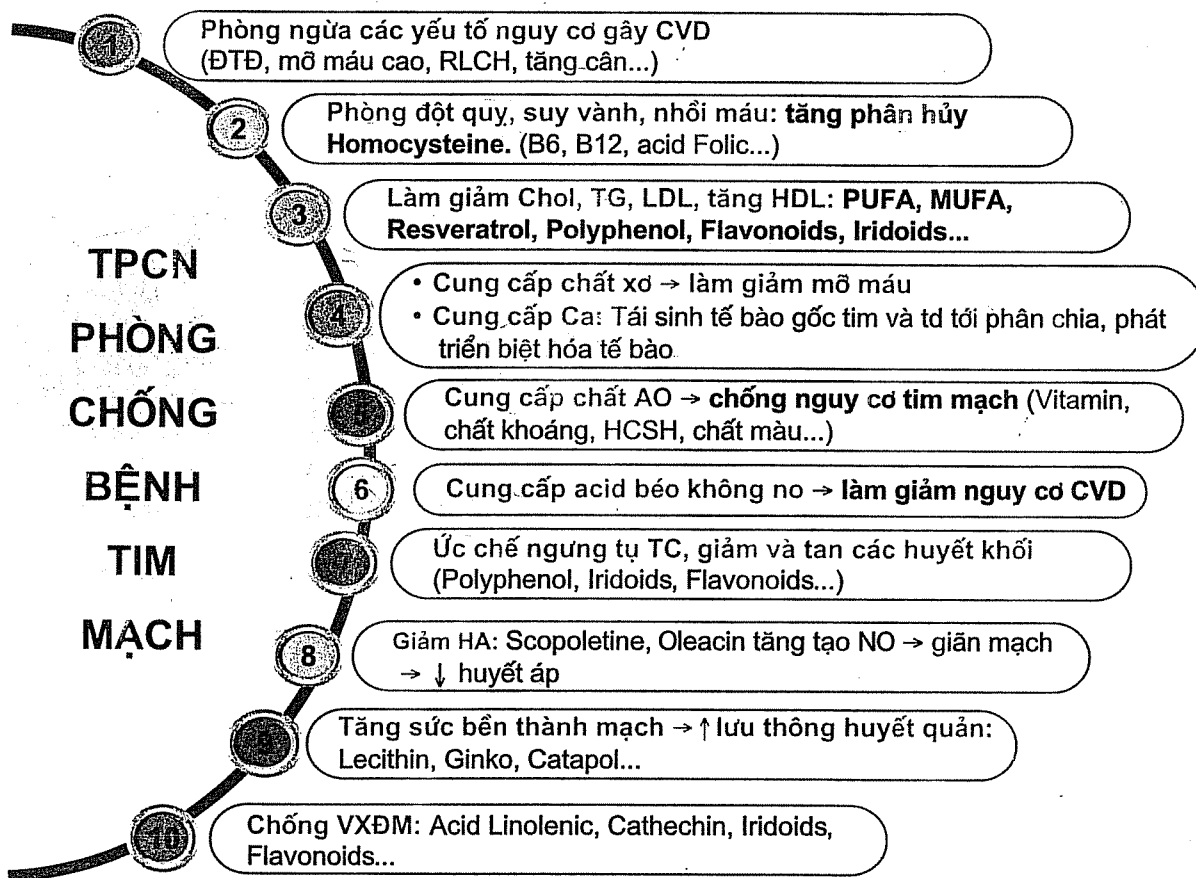 TPCN
PHÒNG
CHỐNG
BỆNH
TIM
MẠCH
1
Phòng ngừa các yếu tố nguy cơ gây CVD
(ĐTĐ, mỡ máu cao, RLCH, tăng cân...)
2
Phòng đột quỵ, suy vành, nhồi máu: tăng phân hủy
Homocysteine. (B6, B12, acid Folic...)
3
Làm giảm Chol, TG, LDL, tăng HDL: PUFA, MUFA,
Resveratrol, Polyphenol, Flavonoids, Iridoids...
4
• Cung cấp chất xơ → làm giảm mỡ máu
• Cung cấp Ca: Tái sinh tế bào gốc tim và td tới phân chia, phát
triển biệt hóa tế bào
5
Cung cấp chất AO → chống nguy cơ tim mạch (Vitamin,
chất khoáng, HCSH, chất màu...)
6
Cung cấp acid béo không no → làm giảm nguy cơ CVD
7
Ức chế ngưng tụ TC, giảm và tan các huyết khối
(Polyphenol, Iridoids, Flavonoids...)
8
Giảm HA: Scopoletine, Oleacin tăng tạo NO → giãn mạch
→ ↓ huyết áp
9
Tăng sức bền thành mạch → ↑ lưu thông huyết quản:
Lecithin, Ginko, Catapol...
10
Chống VXĐM: Acid Linolenic, Cathechin, Iridoids,
Flavonoids...